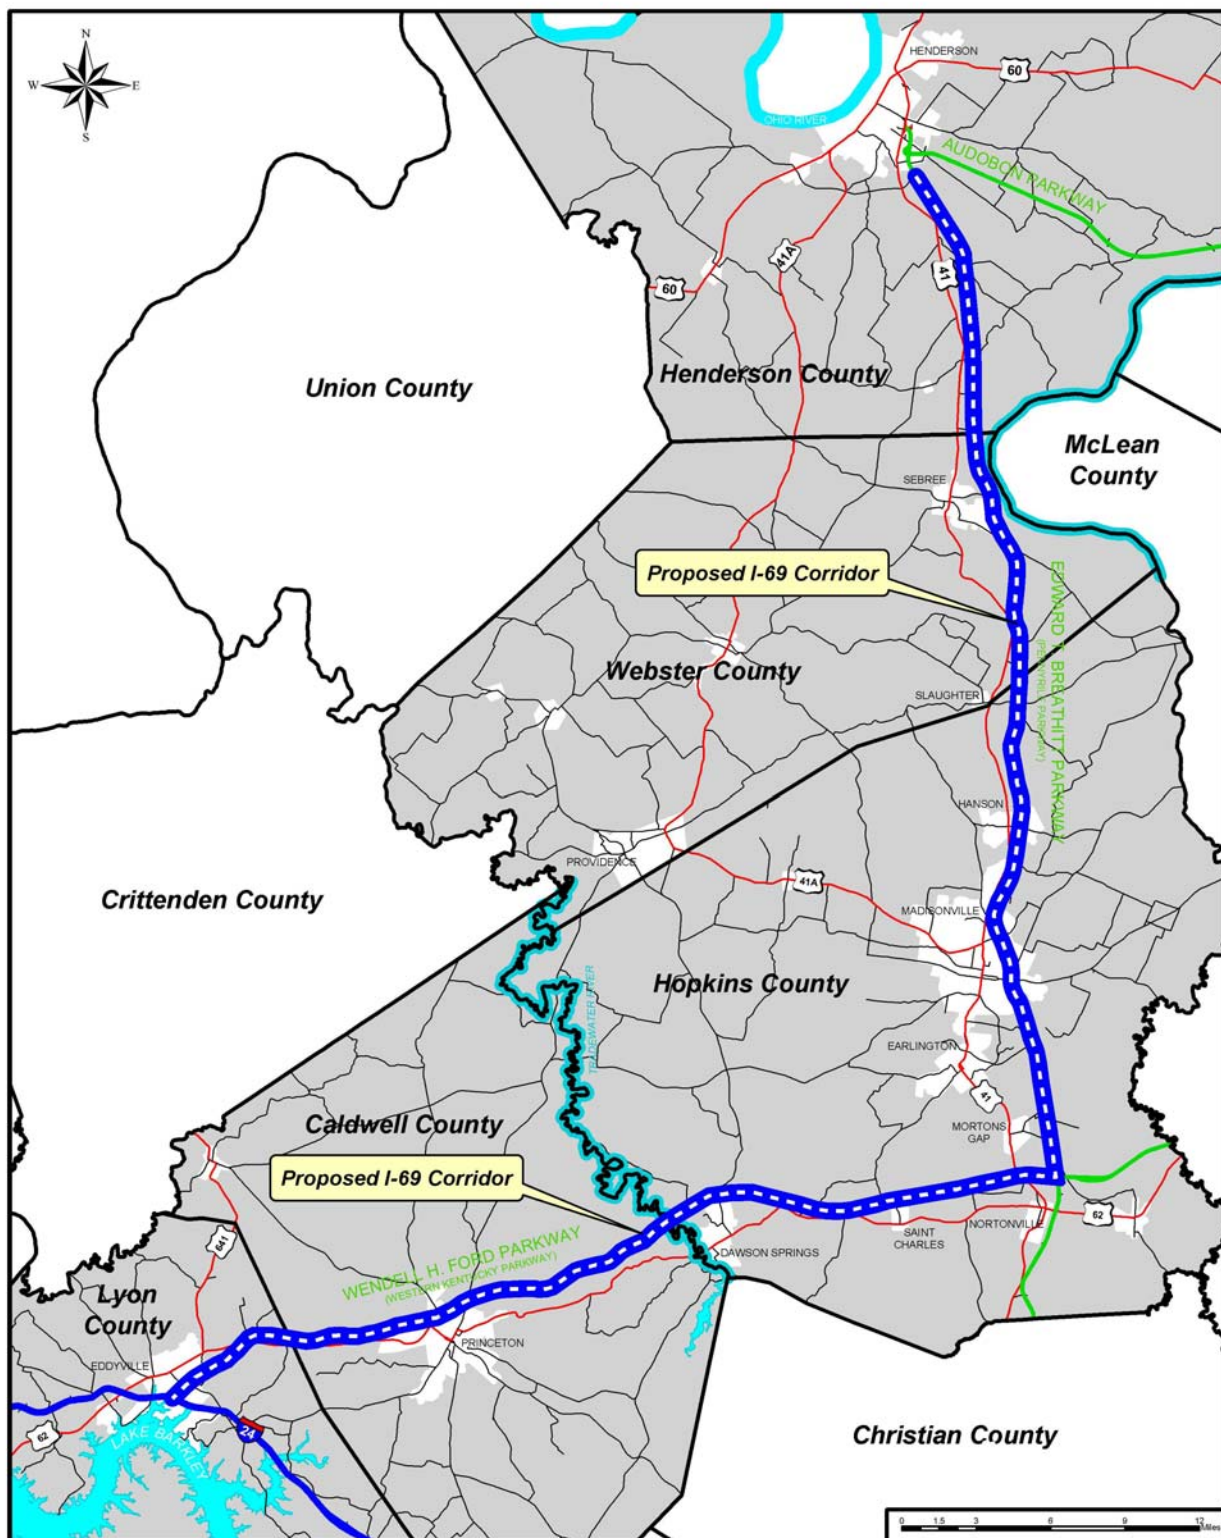 N
W E
S
HENDERSON
60
OHIO RIVER
AUDOBON PARKWAY
41A
41
60
Union County
Henderson County
McLean
County
SEBREE
Proposed I-69 Corridor
EDWARD T. BREATHITT PARKWAY
(PENNYRILE PARKWAY)
Webster County
SLAUGHTER
HANSON
PROVIDENCE
41A
Crittenden County
MADISONVILLE
Hopkins County
TRADEWATER RIVER
EARLINGTON
41
Caldwell County
MORTONS
GAP
Proposed I-69 Corridor
SAINT
CHARLES
NORTONVILLE
62
641
WENDELL H. FORD PARKWAY
(WESTERN KENTUCKY PARKWAY)
DAWSON SPRINGS
Lyon
County
PRINCETON
EDDYVILLE
62
LAKE BARKLEY
24
Christian County
0 1.5 3 6 9 12
Miles